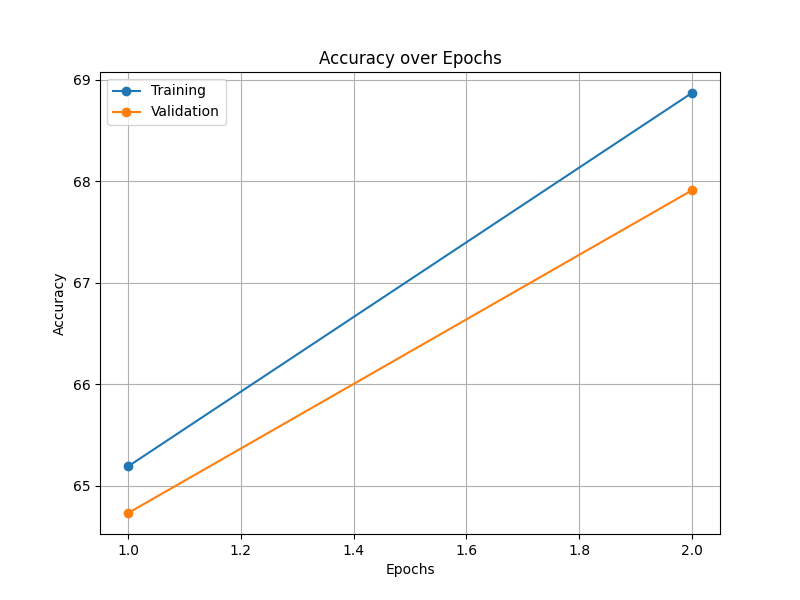 Accuracy over Epochs
Training
Validation
69
68
67
66
65
Accuracy
1.0 1.2 1.4 1.6 1.8 2.0
Epochs